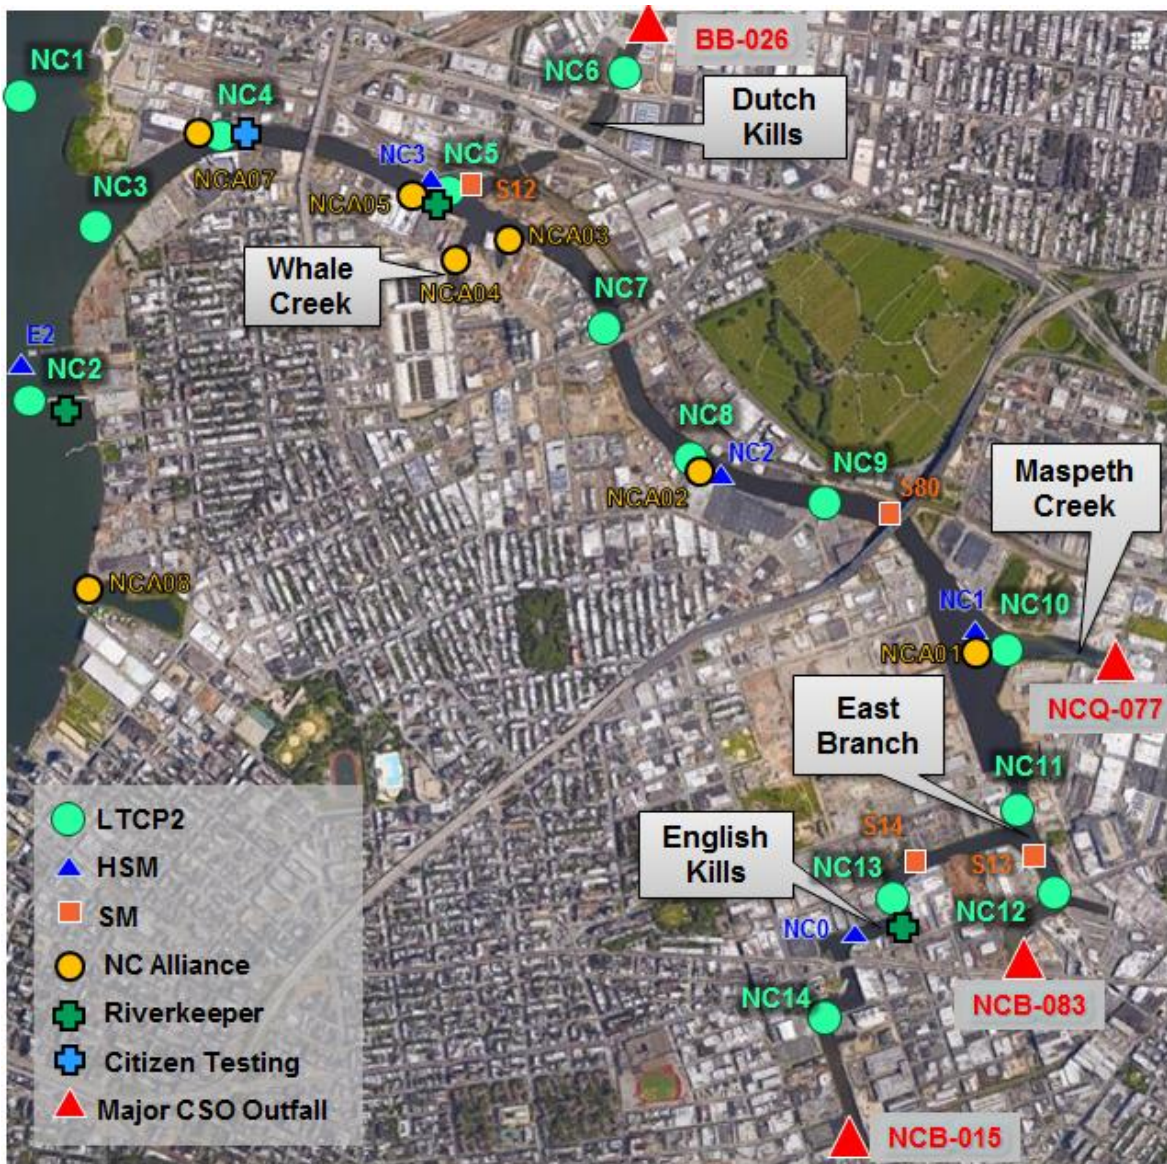 BB-026
NC1
NC6
NC4
Dutch
Kills
NC3
NC5
NCA07
S12
NCA05
NC3
NCA03
Whale
Creek
NCA04
NC7
E2
NC2
NC8
NC2
NC9
NCA02
S80
Maspeth
Creek
NCA08
NC1
NC10
NCA01
NCQ-077
East
Branch
NC11
S14
English
Kills
NC13
S13
NC12
NC0
NC14
NCB-083
NCB-015
LTCP2
HSM
SM
NC Alliance
Riverkeeper
Citizen Testing
Major CSO Outfall